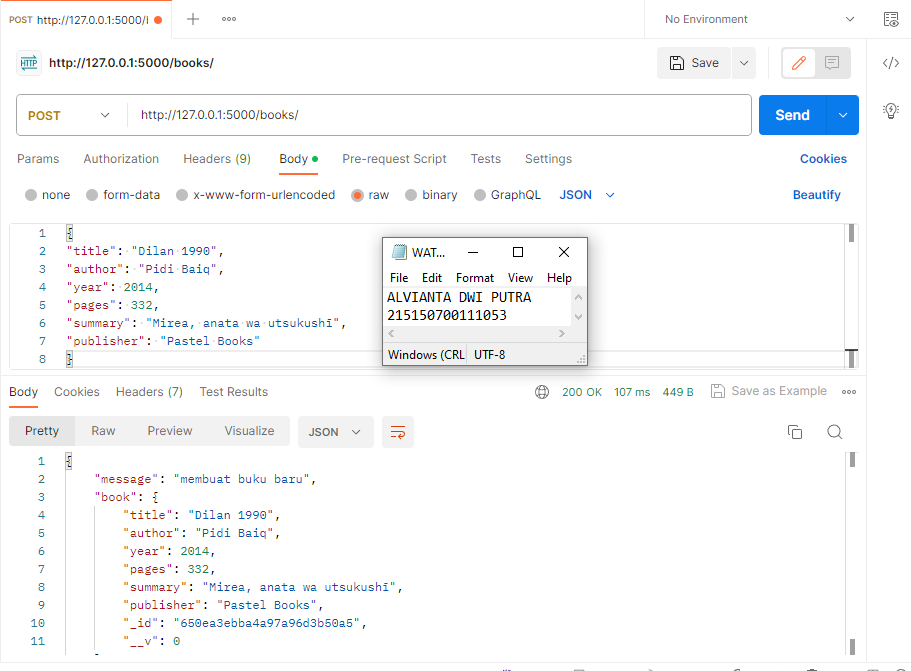 POST http://127.0.0.1:5000/l
No Environment
HTTP http://127.0.0.1:5000/books/
Save
POST http://127.0.0.1:5000/books/
Send
Params Authorization Headers (9) Body Pre-request Script Tests Settings Cookies
none form-data x-www-form-urlencoded raw binary GraphQL JSON Beautify
1 {
2 "title": "Dilan 1990",
3 "author": "Pidi Baiq",
4 "year": 2014,
5 "pages": 332,
6 "summary": "Mirea, anata wa utsukushī",
7 "publisher": "Pastel Books"
8 }
WAT...
File Edit Format View Help
ALVIANTA DWI PUTRA
215150700111053
Windows (CRL UTF-8
Body Cookies Headers (7) Test Results 200 OK 107 ms 449 B Save as Example
Pretty Raw Preview Visualize JSON
1 {
2 "message": "membuat buku baru",
3 "book": {
4 "title": "Dilan 1990",
5 "author": "Pidi Baiq",
6 "year": 2014,
7 "pages": 332,
8 "summary": "Mirea, anata wa utsukushī",
9 "publisher": "Pastel Books",
10 "_id": "650ea3ebba4a97a96d3b50a5",
11 "__v": 0